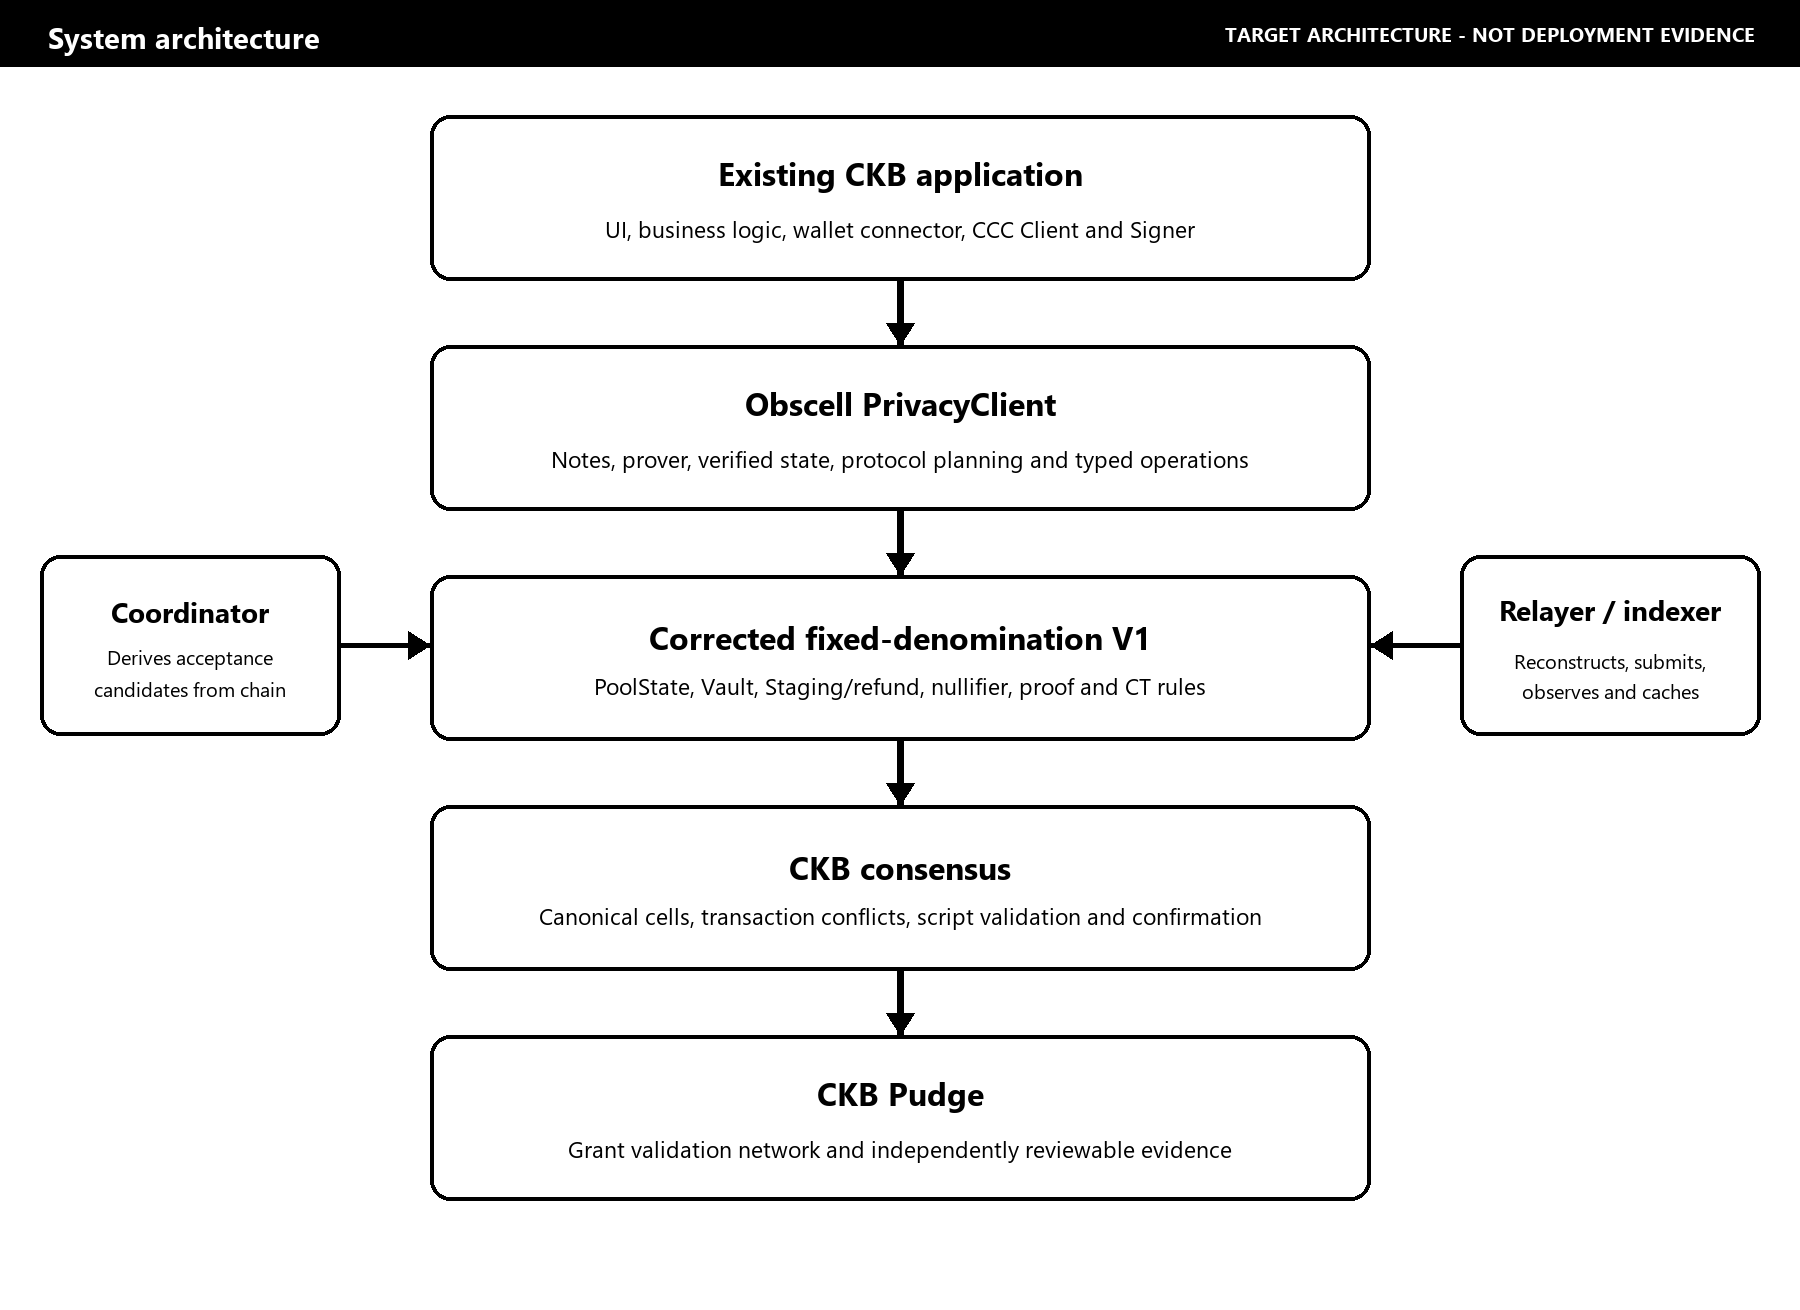 System architecture
TARGET ARCHITECTURE - NOT DEPLOYMENT EVIDENCE
Existing CKB application
UI, business logic, wallet connector, CCC Client and Signer
Obscell PrivacyClient
Notes, prover, verified state, protocol planning and typed operations
Coordinator
Derives acceptance
candidates from chain
Corrected fixed-denomination V1
PoolState, Vault, Staging/refund, nullifier, proof and CT rules
Relayer / indexer
Reconstructs, submits,
observes and caches
CKB consensus
Canonical cells, transaction conflicts, script validation and confirmation
CKB Pudge
Grant validation network and independently reviewable evidence